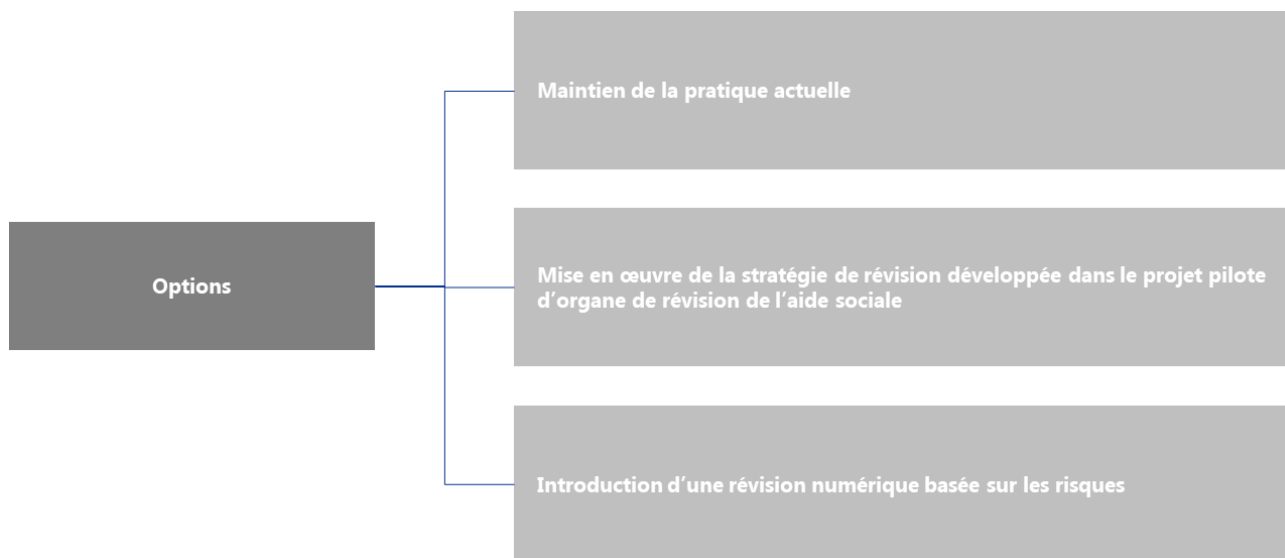 Maintien de la pratique actuelle
Options
Mise en œuvre de la stratégie de révision développée dans le projet pilote
d’organe de révision de l’aide sociale
Introduction d’une révision numérique basée sur les risques